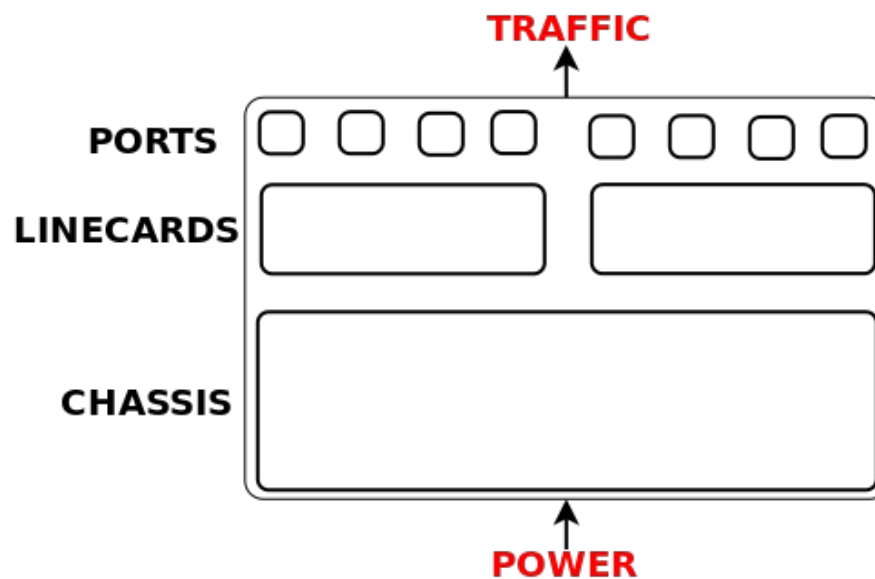 TRAFFIC
PORTS
LINECARDS
CHASSIS
POWER